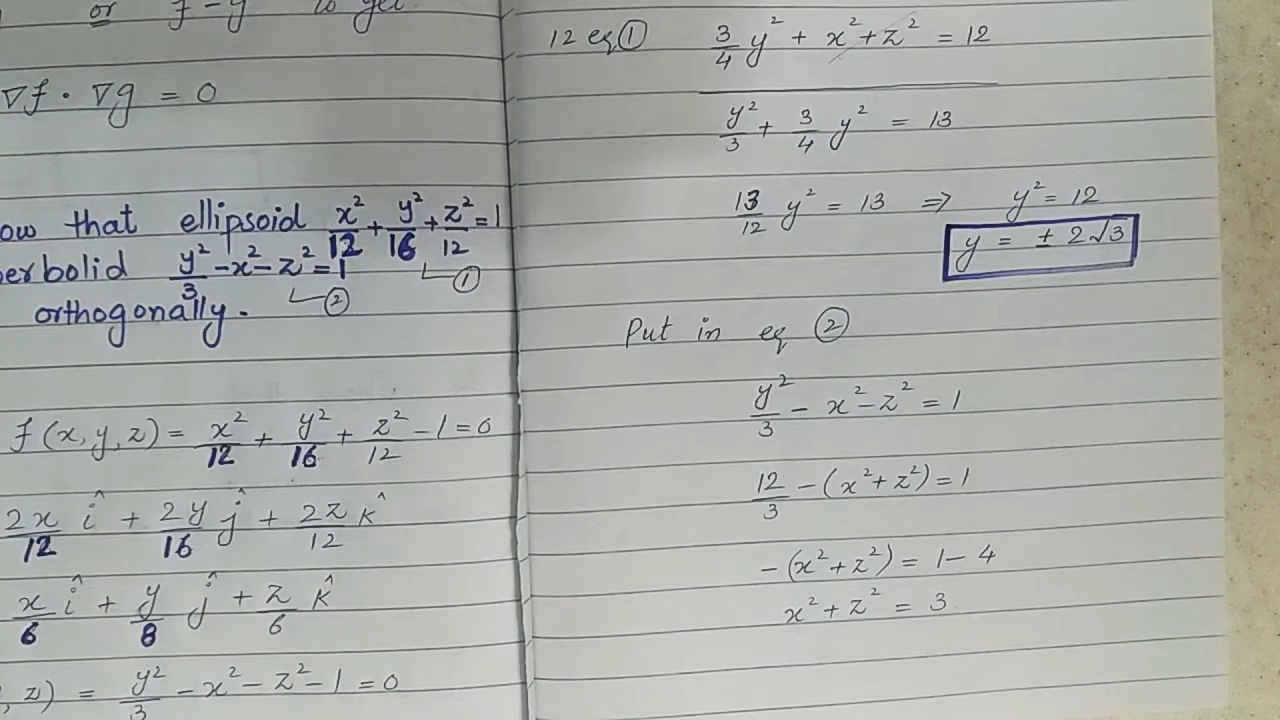 or f - g to get
∇f · ∇g = 0
ow that ellipsoid x²/12 + y²/16 + z²/12 = 1
erbolid y²/3 - x² - z² = 1 ①
orthogonally. ②
f(x, y, z) = x²/12 + y²/16 + z²/12 - 1 = 0
2x/12 î + 2y/16 ĵ + 2z/12 k̂
x/6 î + y/8 ĵ + z/6 k̂
, z) = y²/3 - x² - z² - 1 = 0
12 eq ① 3/4 y² + x² + z² = 12
y²/3 + 3/4 y² = 13
13/12 y² = 13 ⇒ y² = 12
y = ± 2√3
Put in eq ②
y²/3 - x² - z² = 1
12/3 - (x² + z²) = 1
- (x² + z²) = 1 - 4
x² + z² = 3